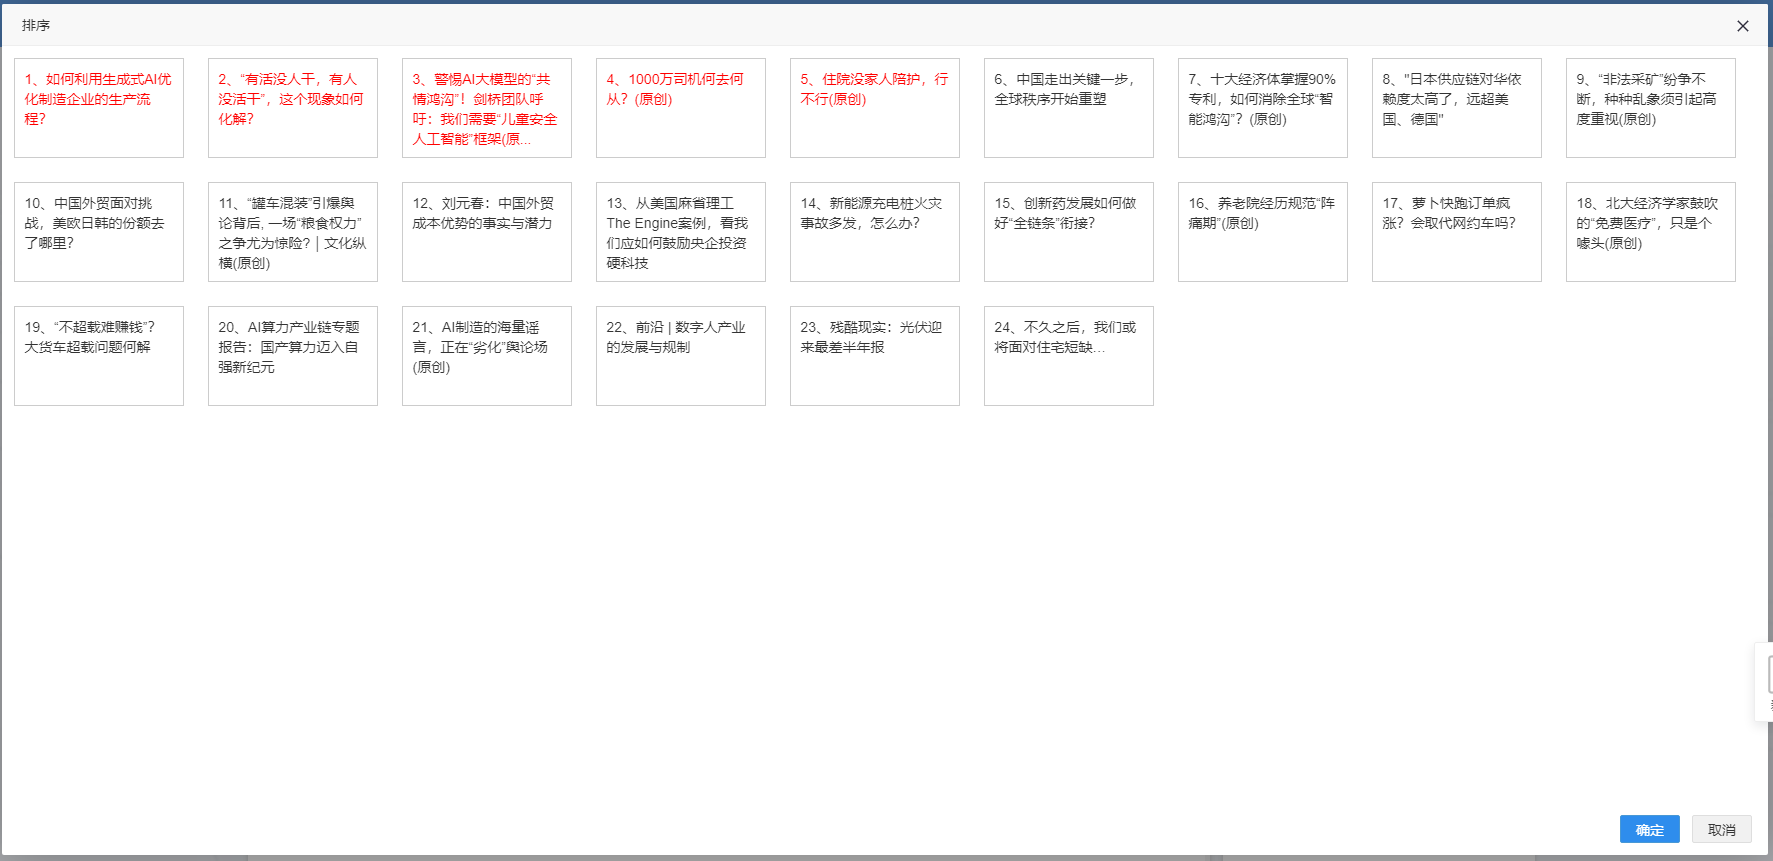 排序
1、如何利用生成式AI优
化制造企业的生产流
程？
2、“有活没人干，有人
没活干”，这个现象如何
化解？
3、警惕AI大模型的“共
情鸿沟”！剑桥团队呼
吁：我们需要“儿童安全
人工智能”框架(原...
4、1000万司机何去何
从？(原创)
5、住院没家人陪护，行
不行(原创)
6、中国走出关键一步，
全球秩序开始重塑
7、十大经济体掌握90%
专利，如何消除全球“智
能鸿沟”？(原创)
8、"日本供应链对华依
赖度太高了，远超美
国、德国"
9、“非法采矿”纷争不
断，种种乱象须引起高
度重视(原创)
10、中国外贸面对挑
战，美欧日韩的份额去
了哪里？
11、“罐车混装”引爆舆
论背后，一场“粮食权力”
之争尤为惊险？｜文化纵
横(原创)
12、刘元春：中国外贸
成本优势的事实与潜力
13、从美国麻省理工
The Engine案例，看我
们应如何鼓励央企投资
硬科技
14、新能源充电桩火灾
事故多发，怎么办？
15、创新药发展如何做
好“全链条”衔接？
16、养老院经历规范“阵
痛期”(原创)
17、萝卜快跑订单疯
涨？会取代网约车吗？
18、北大经济学家鼓吹
的“免费医疗”，只是个
噱头(原创)
19、“不超载难赚钱”？
大货车超载问题何解
20、AI算力产业链专题
报告：国产算力迈入自
强新纪元
21、AI制造的海量谣
言，正在“劣化”舆论场
(原创)
22、前沿 | 数字人产业
的发展与规制
23、残酷现实：光伏迎
来最差半年报
24、不久之后，我们或
将面对住宅短缺…
确定
取消